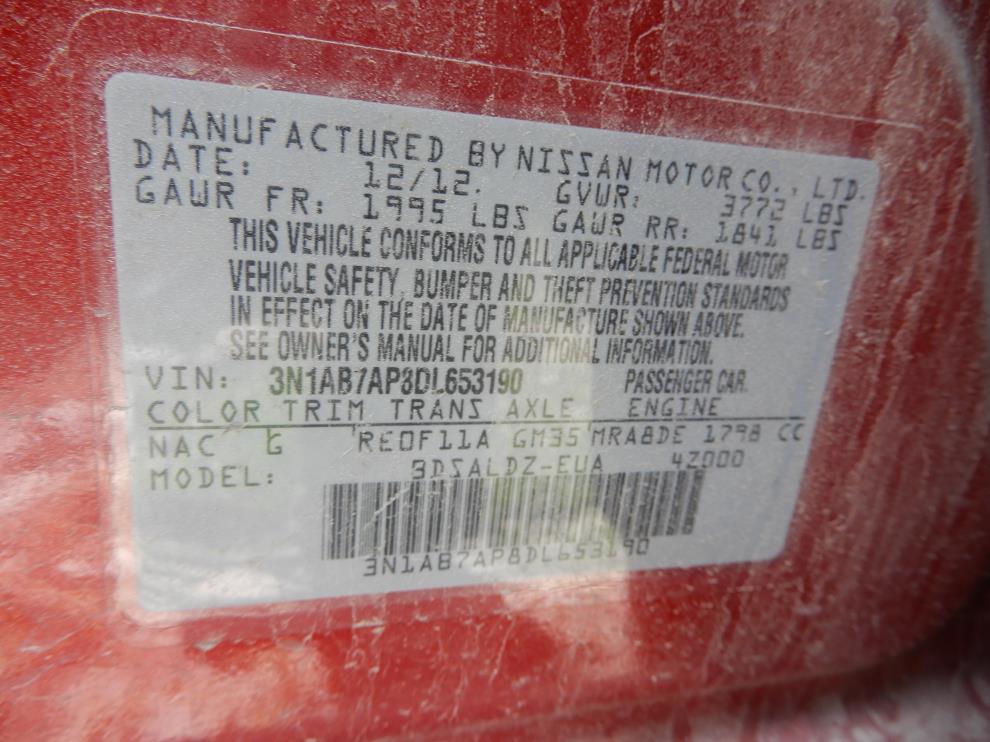 MANUFACTURED BY NISSAN MOTOR CO., LTD.
DATE: 12/12. GVWR: 3772 LBS
GAWR FR: 1995 LBS GAWR RR: 1841 LBS
THIS VEHICLE CONFORMS TO ALL APPLICABLE FEDERAL MOTOR
VEHICLE SAFETY, BUMPER AND THEFT PREVENTION STANDARDS
IN EFFECT ON THE DATE OF MANUFACTURE SHOWN ABOVE.
SEE OWNER'S MANUAL FOR ADDITIONAL INFORMATION.
VIN: 3N1AB7AP8DL653190 PASSENGER CAR.
COLOR TRIM TRANS AXLE ENGINE
NAC G RE0F11A GM35 MRA8DE 1798 CC
MODEL: 3DSALDZ-EUA 4Z000
3N1AB7AP8DL653190